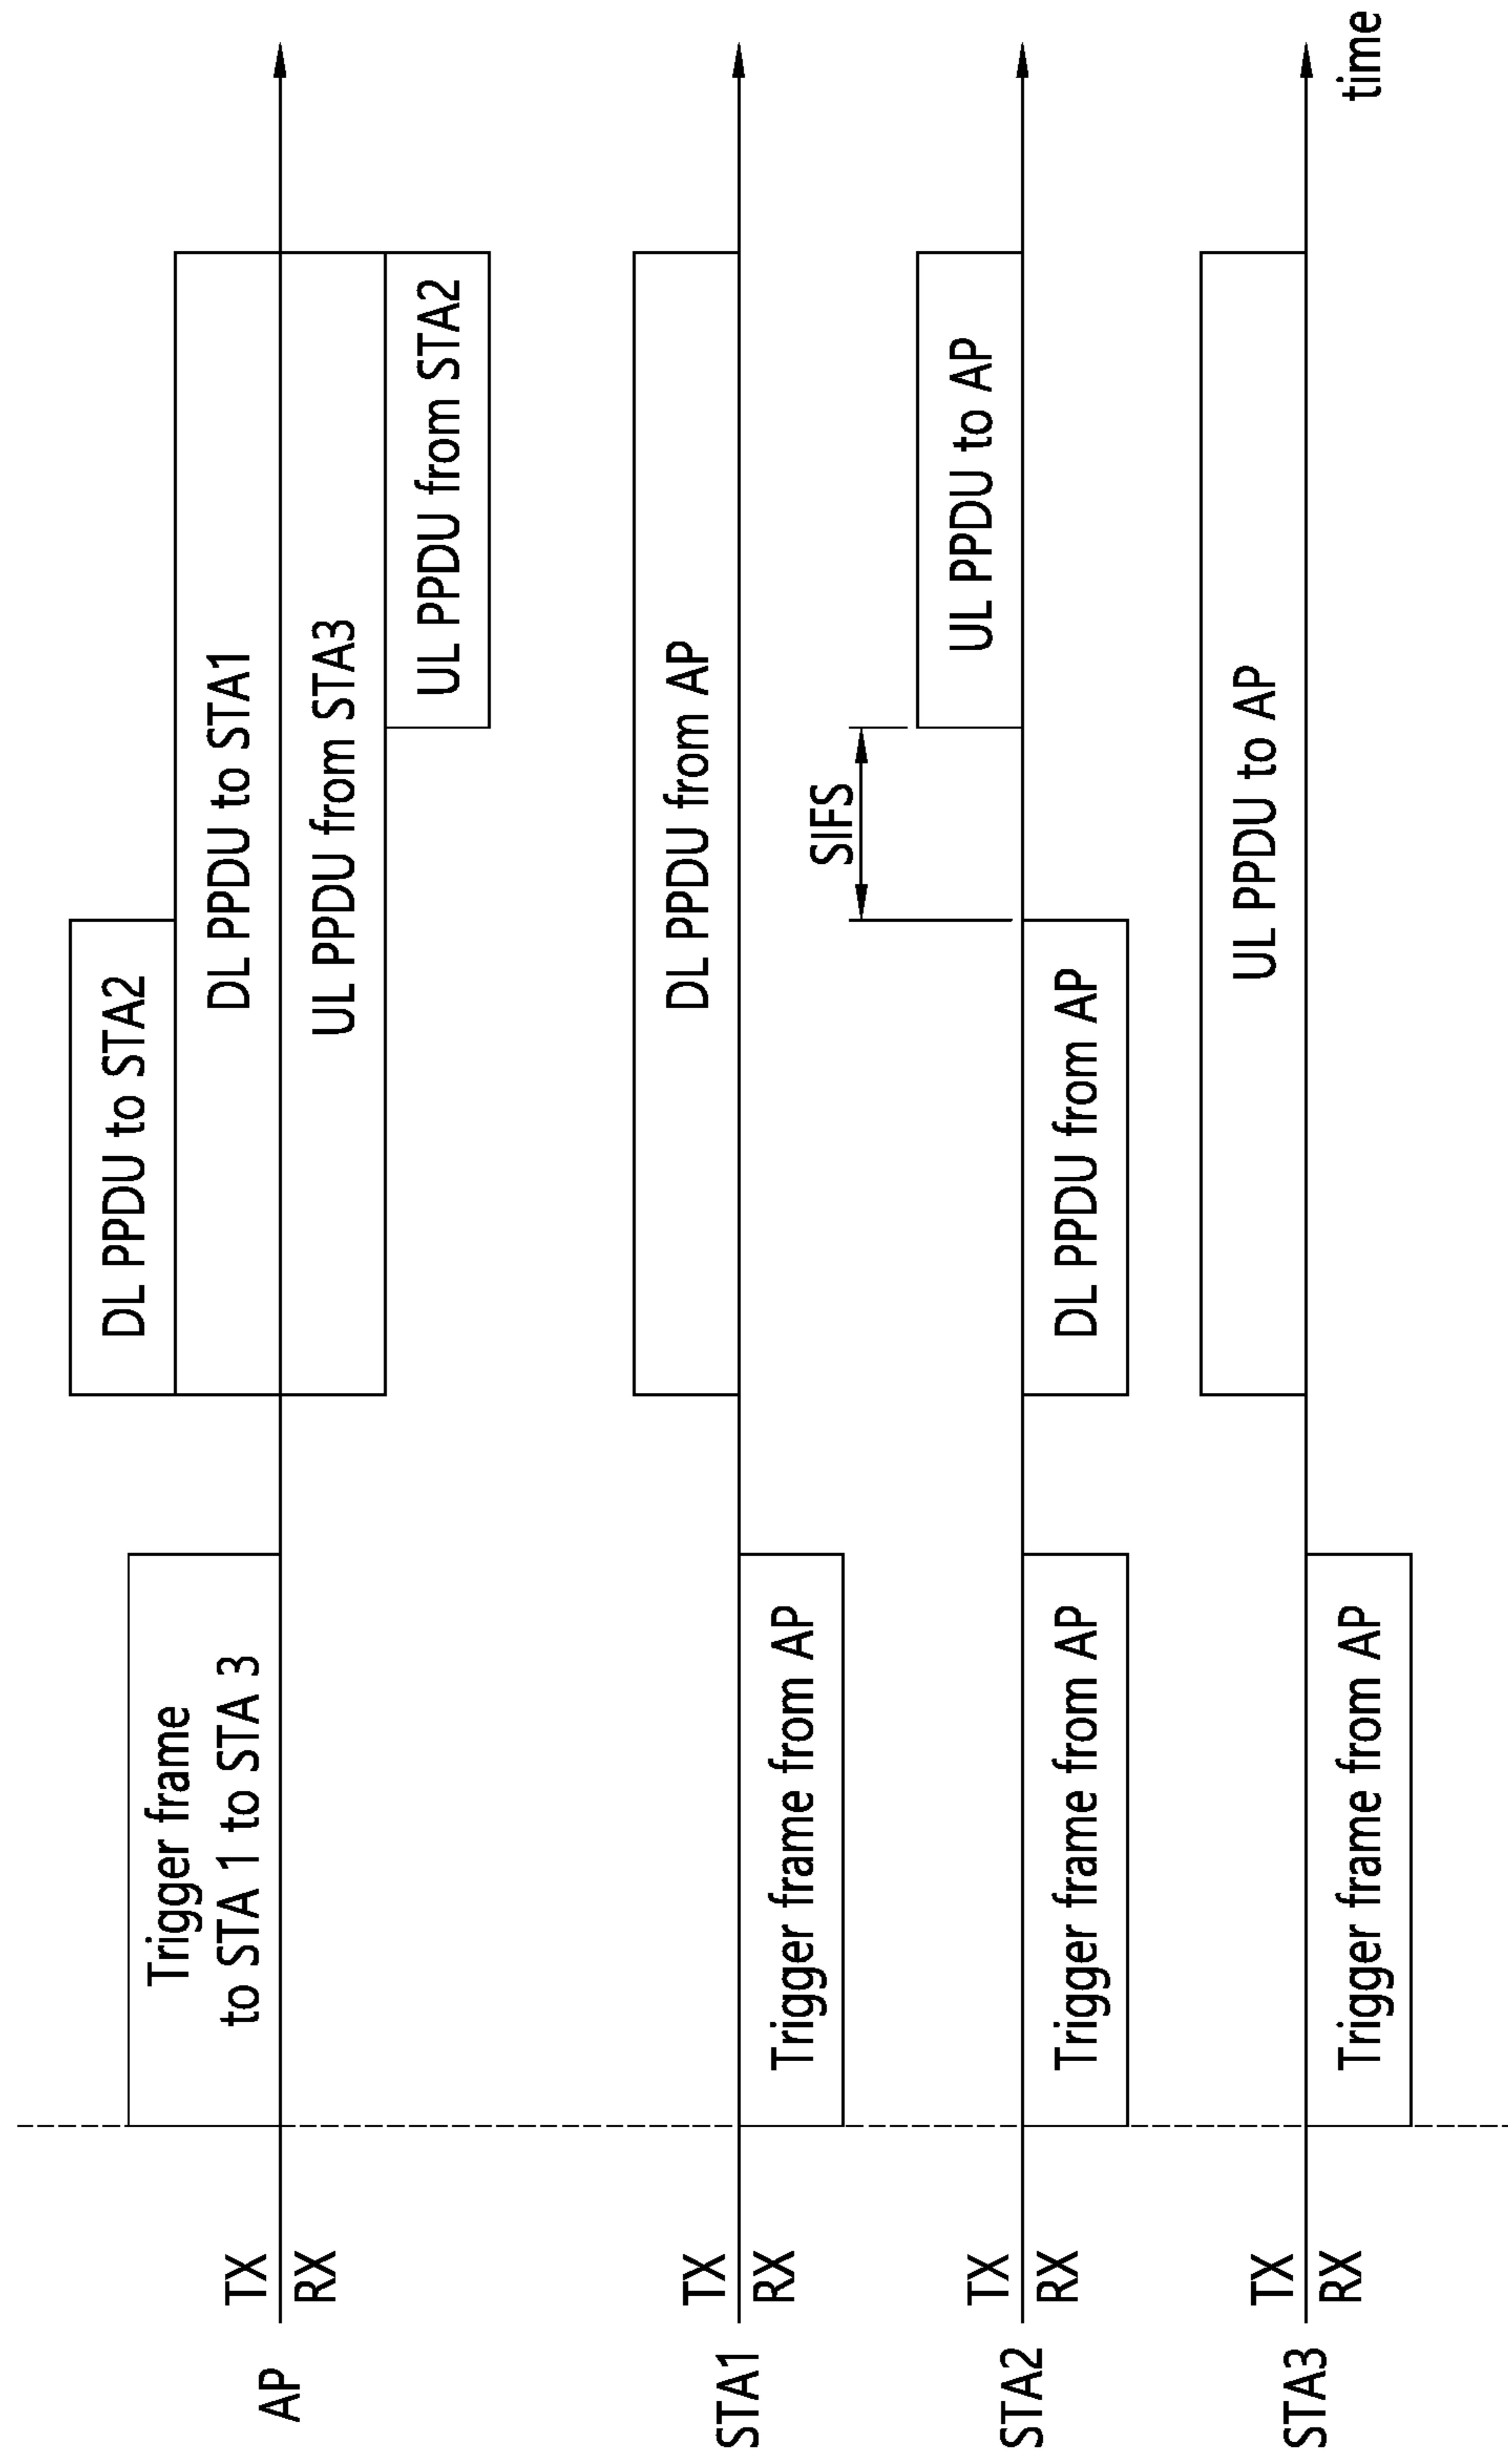 DL PPDU to STA2
Trigger frame
to STA 1 to STA 3
DL PPDU to STA1
AP
TX
RX
UL PPDU from STA3
UL PPDU from STA2
DL PPDU from AP
STA1
TX
RX
Trigger frame from AP
SIFS
UL PPDU to AP
STA2
TX
RX
Trigger frame from AP
DL PPDU from AP
UL PPDU to AP
STA3
TX
RX
Trigger frame from AP
time